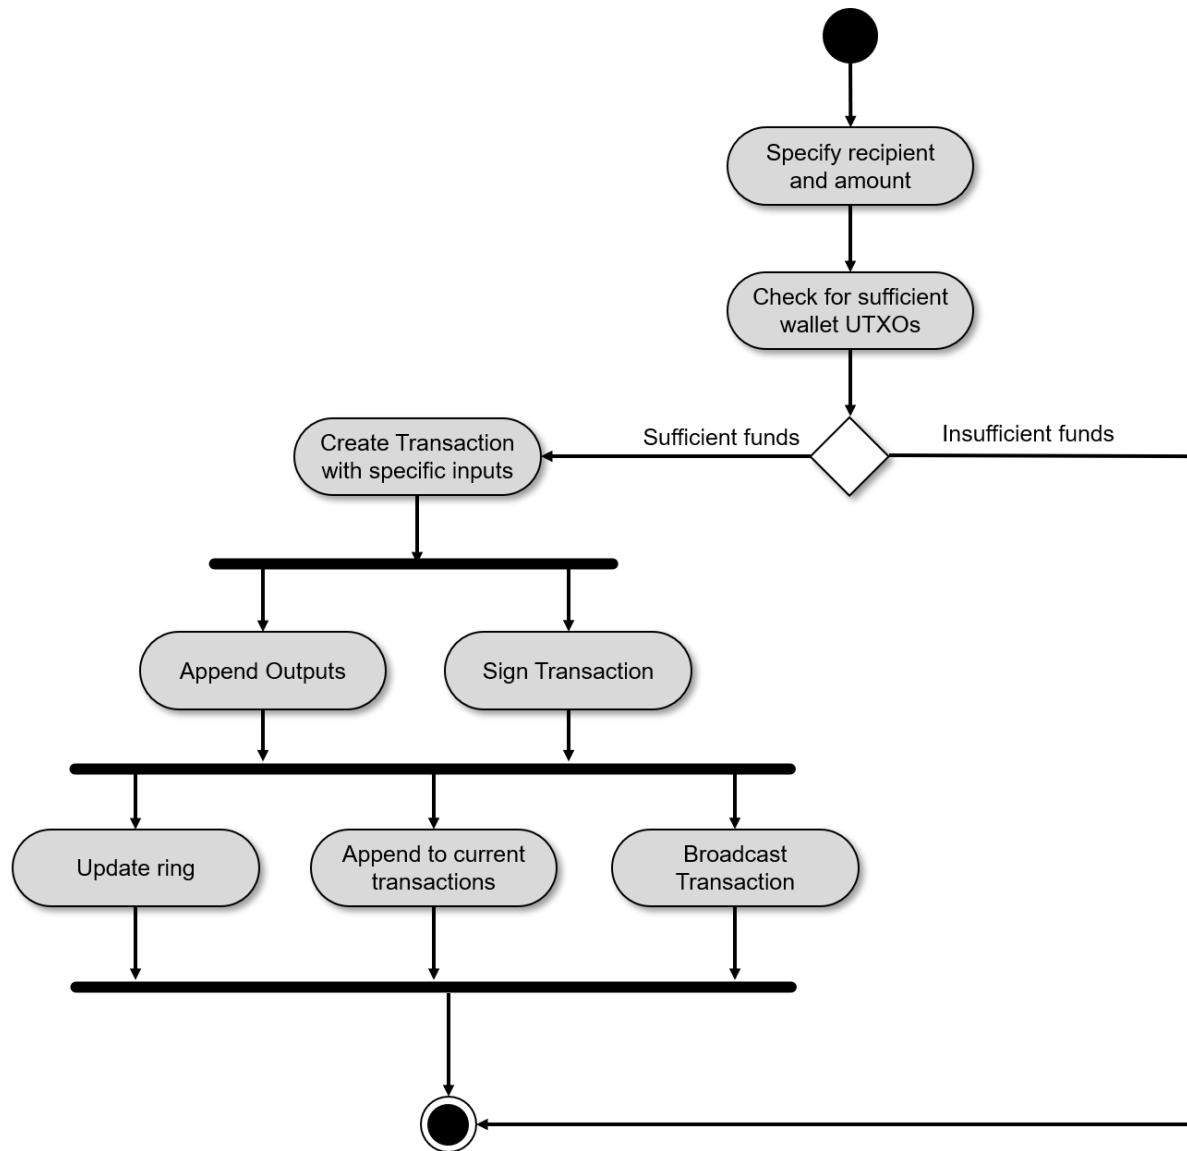 Specify recipient
and amount
Check for sufficient
wallet UTXOs
Sufficient funds
Insufficient funds
Create Transaction
with specific inputs
Append Outputs
Sign Transaction
Update ring
Append to current
transactions
Broadcast
Transaction